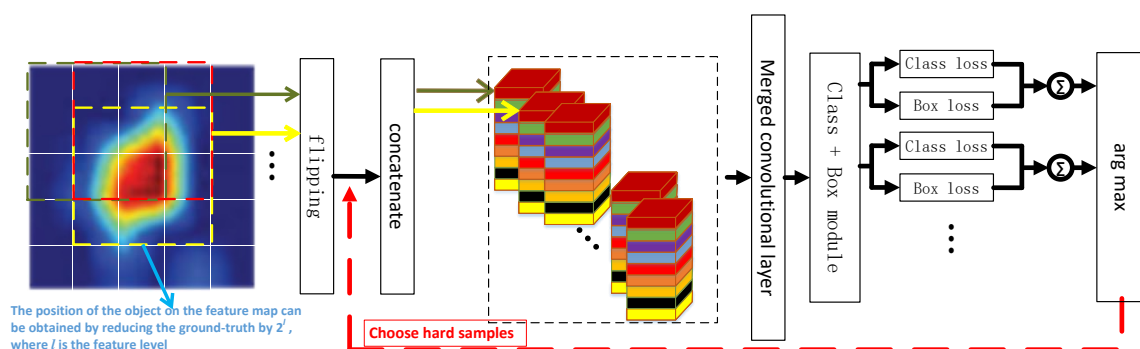 The position of the object on the feature map can
be obtained by reducing the ground-truth by 2^l ,
where l is the feature level
flipping
concatenate
Choose hard samples
Merged convolutional layer
Class + Box module
Class loss
Box loss
Σ
Class loss
Box loss
Σ
arg max